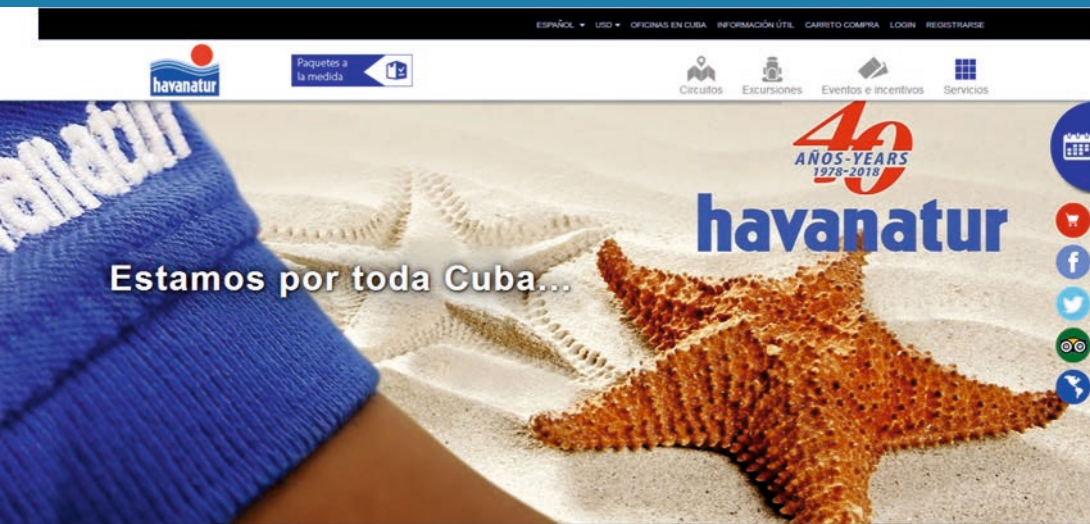 ESPAÑOL USD OFICINAS EN CUBA INFORMACIÓN ÚTIL CARRITO COMPRA LOGIN REGISTRARSE
havanatur
Paquetes a
la medida
Circuitos Excursiones Eventos e incentivos Servicios
40
AÑOS-YEARS
1978-2018
havanatur
Estamos por toda Cuba...